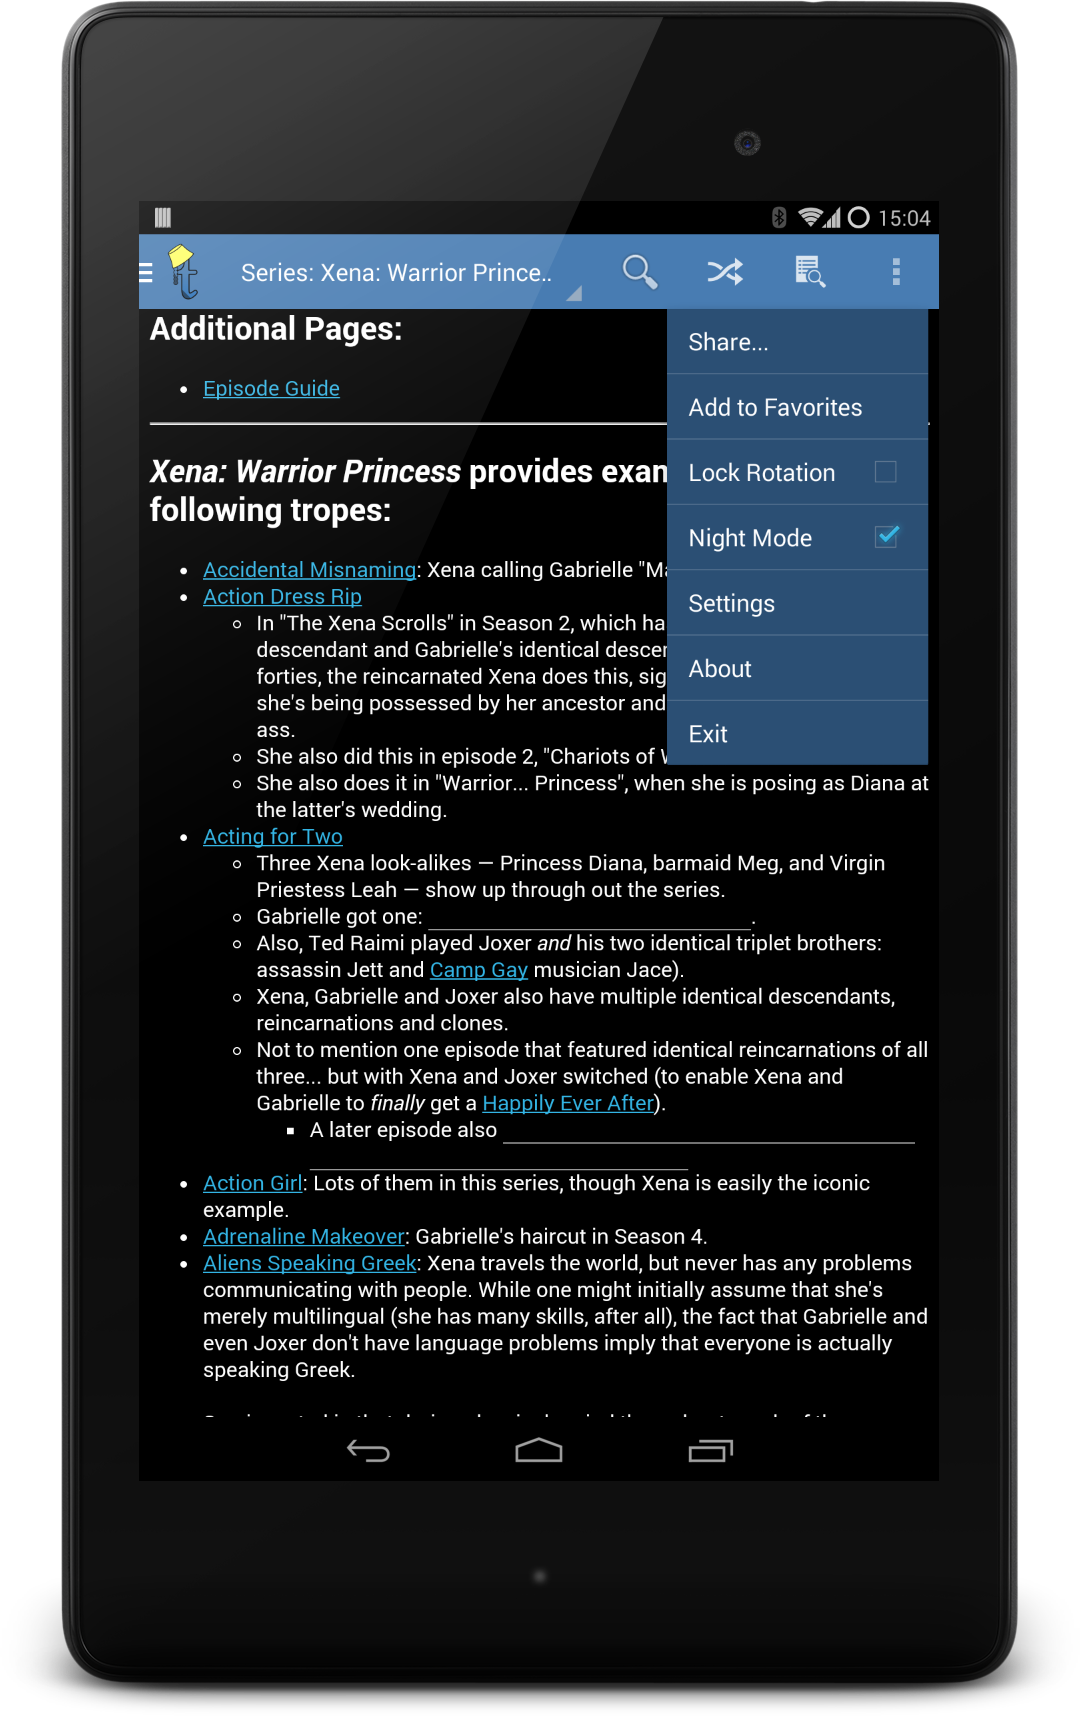 15:04
Series: Xena: Warrior Prince..
Share...
Add to Favorites
Lock Rotation
Night Mode
Settings
About
Exit
Additional Pages:
• Episode Guide
Xena: Warrior Princess provides exam
following tropes:
• Accidental Misnaming: Xena calling Gabrielle "Ma
• Action Dress Rip
In "The Xena Scrolls" in Season 2, which ha
descendant and Gabrielle's identical descen
forties, the reincarnated Xena does this, sig
she's being possessed by her ancestor and
ass.
She also did this in episode 2, "Chariots of W
She also does it in "Warrior... Princess", when she is posing as Diana at
the latter's wedding.
• Acting for Two
Three Xena look-alikes — Princess Diana, barmaid Meg, and Virgin
Priestess Leah — show up through out the series.
Gabrielle got one: .
Also, Ted Raimi played Joxer and his two identical triplet brothers:
assassin Jett and Camp Gay musician Jace).
Xena, Gabrielle and Joxer also have multiple identical descendants,
reincarnations and clones.
Not to mention one episode that featured identical reincarnations of all
three... but with Xena and Joxer switched (to enable Xena and
Gabrielle to finally get a Happily Ever After).
A later episode also
• Action Girl: Lots of them in this series, though Xena is easily the iconic
example.
• Adrenaline Makeover: Gabrielle's haircut in Season 4.
• Aliens Speaking Greek: Xena travels the world, but never has any problems
communicating with people. While one might initially assume that she's
merely multilingual (she has many skills, after all), the fact that Gabrielle and
even Joxer don't have language problems imply that everyone is actually
speaking Greek.